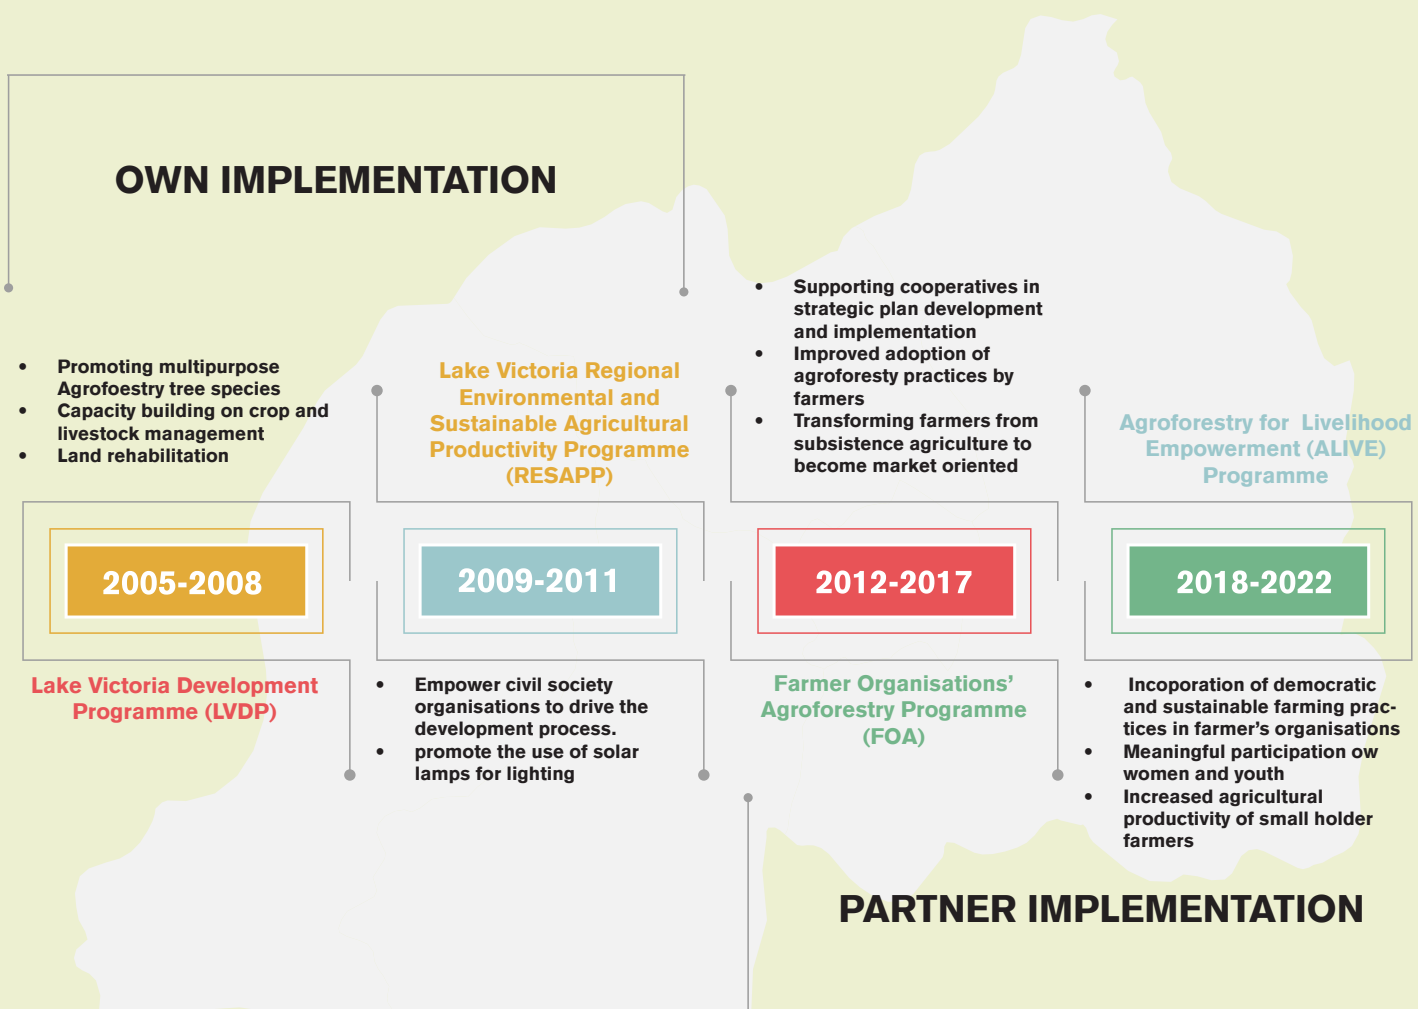 OWN IMPLEMENTATION
• Promoting multipurpose
Agrofoestry tree species
• Capacity building on crop and
livestock management
• Land rehabilitation
2005-2008
Lake Victoria Development
Programme (LVDP)
Lake Victoria Regional
Environmental and
Sustainable Agricultural
Productivity Programme
(RESAPP)
2009-2011
• Empower civil society
organisations to drive the
development process.
• promote the use of solar
lamps for lighting
• Supporting cooperatives in
strategic plan development
and implementation
• Improved adoption of
agroforesty practices by
farmers
• Transforming farmers from
subsistence agriculture to
become market oriented
2012-2017
Farmer Organisations’
Agroforestry Programme
(FOA)
Agroforestry for Livelihood
Empowerment (ALIVE)
Programme
2018-2022
• Incoporation of democratic
and sustainable farming prac-
tices in farmer’s organisations
• Meaningful participation ow
women and youth
• Increased agricultural
productivity of small holder
farmers
PARTNER IMPLEMENTATION